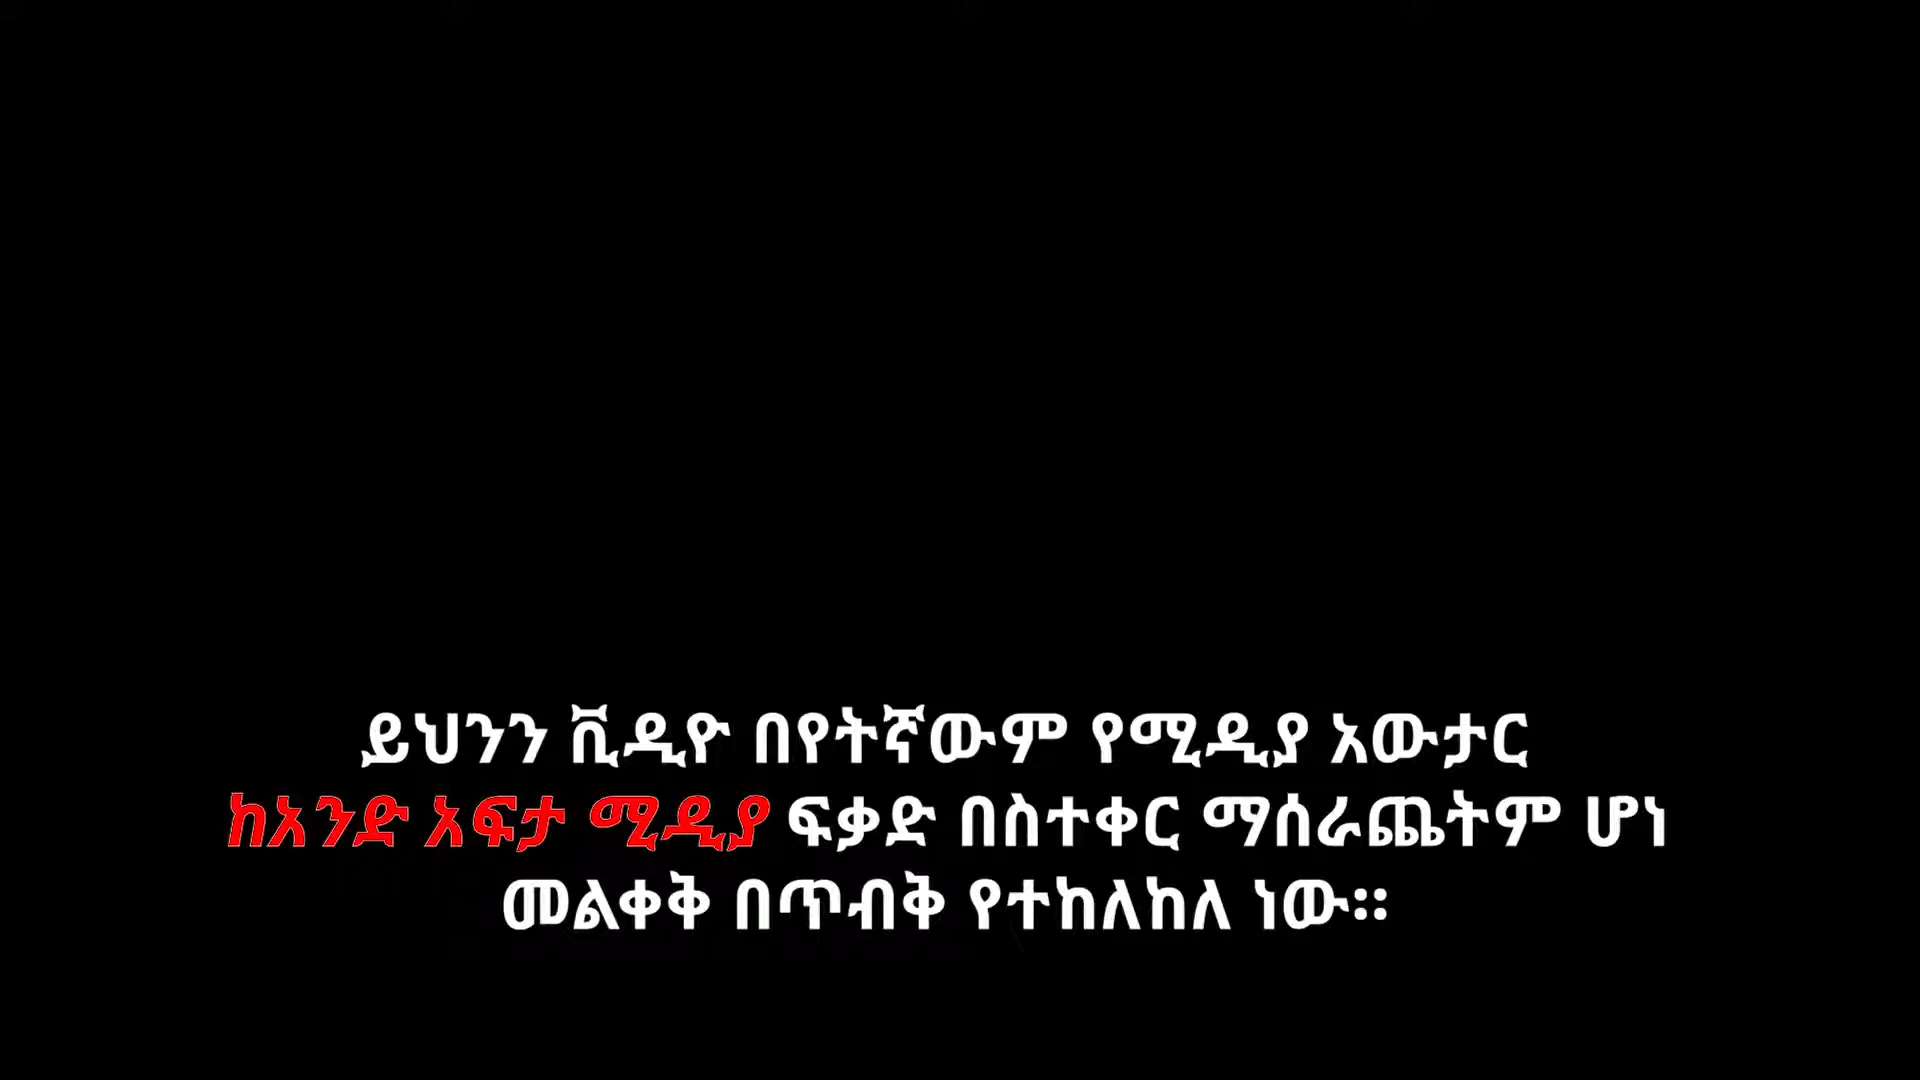 ይህንን ቪዲዮ በየትኛውም የሚዲያ አውታር
ከአንድ አፍታ ሚዲያ ፍቃድ በስተቀር ማሰራጨትም ሆነ
መልቀቅ በጥብቅ የተከለከለ ነው።